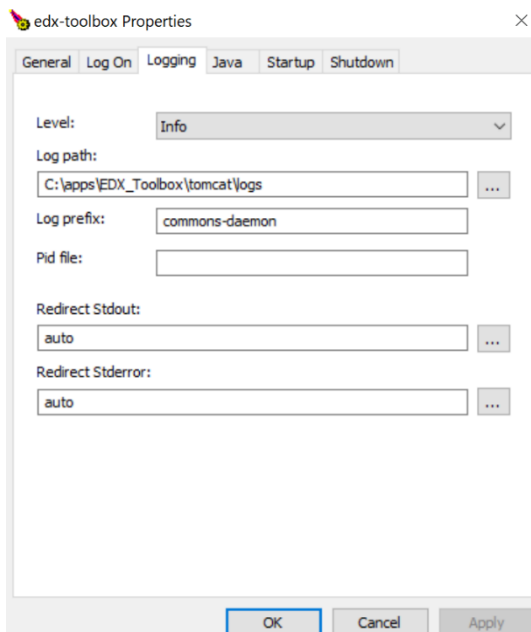 edx-toolbox Properties
General Log On Logging Java Startup Shutdown
Level: Info
Log path:
C:\apps\EDX_Toolbox\tomcat\logs ...
Log prefix: commons-daemon
Pid file:
Redirect Stdout:
auto ...
Redirect Stderror:
auto ...
OK Cancel Apply